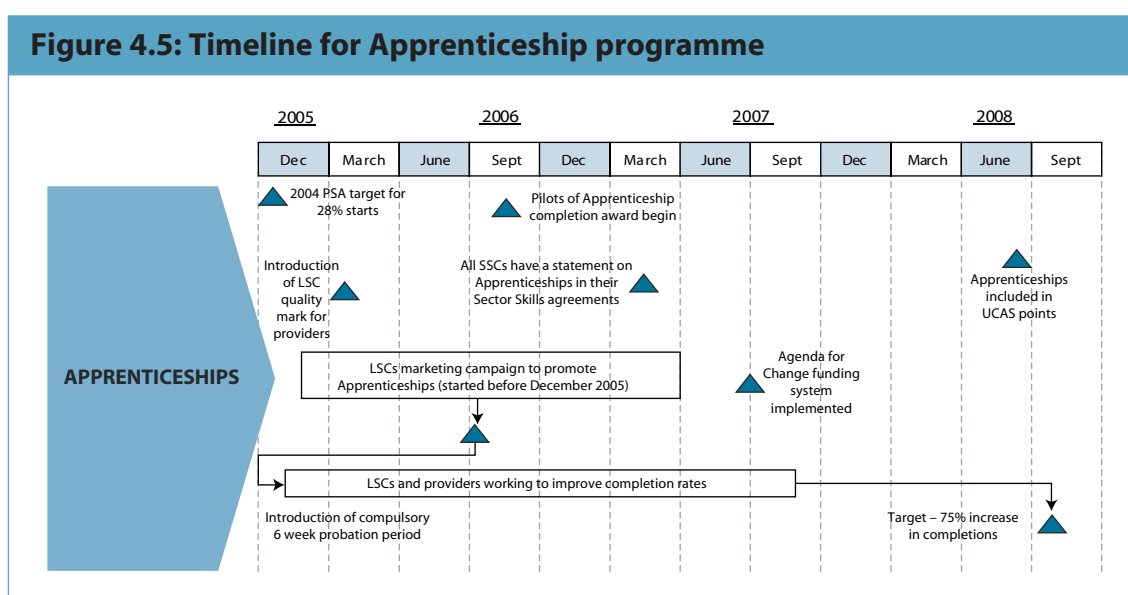 Figure 4.5: Timeline for Apprenticeship programme
2005
2006
2007
2008
Dec
March
June
Sept
Dec
March
June
Sept
Dec
March
June
Sept
APPRENTICESHIPS
2004 PSA target for
28% starts
Pilots of Apprenticeship
completion award begin
Introduction
of LSC
quality
mark for
providers
All SSCs have a statement on
Apprenticeships in their
Sector Skills agreements
Apprenticeships
included in
UCAS points
LSCs marketing campaign to promote
Apprenticeships (started before December 2005)
Agenda for
Change funding
system
implemented
LSCs and providers working to improve completion rates
Introduction of compulsory
6 week probation period
Target – 75% increase
in completions